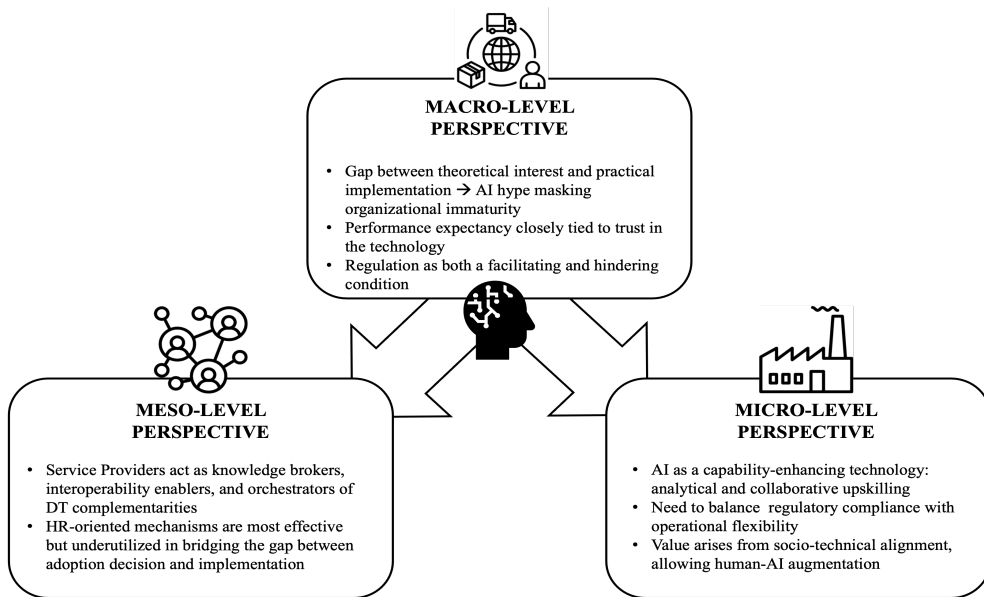 MACRO-LEVEL
PERSPECTIVE
• Gap between theoretical interest and practical
implementation → AI hype masking
organizational immaturity
• Performance expectancy closely tied to trust in
the technology
• Regulation as both a facilitating and hindering
condition
MESO-LEVEL
PERSPECTIVE
• Service Providers act as knowledge brokers,
interoperability enablers, and orchestrators of
DT complementarities
• HR-oriented mechanisms are most effective
but underutilized in bridging the gap between
adoption decision and implementation
MICRO-LEVEL
PERSPECTIVE
• AI as a capability-enhancing technology:
analytical and collaborative upskilling
• Need to balance regulatory compliance with
operational flexibility
• Value arises from socio-technical alignment,
allowing human-AI augmentation